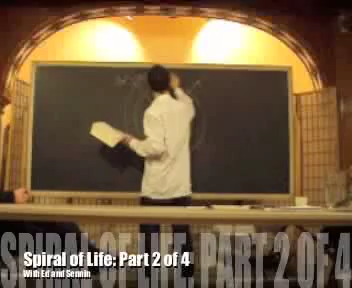 Spiral of Life: Part 2 of 4
With Ed and Sennin
SPIRAL OF LIFE: PART 2 OF 4